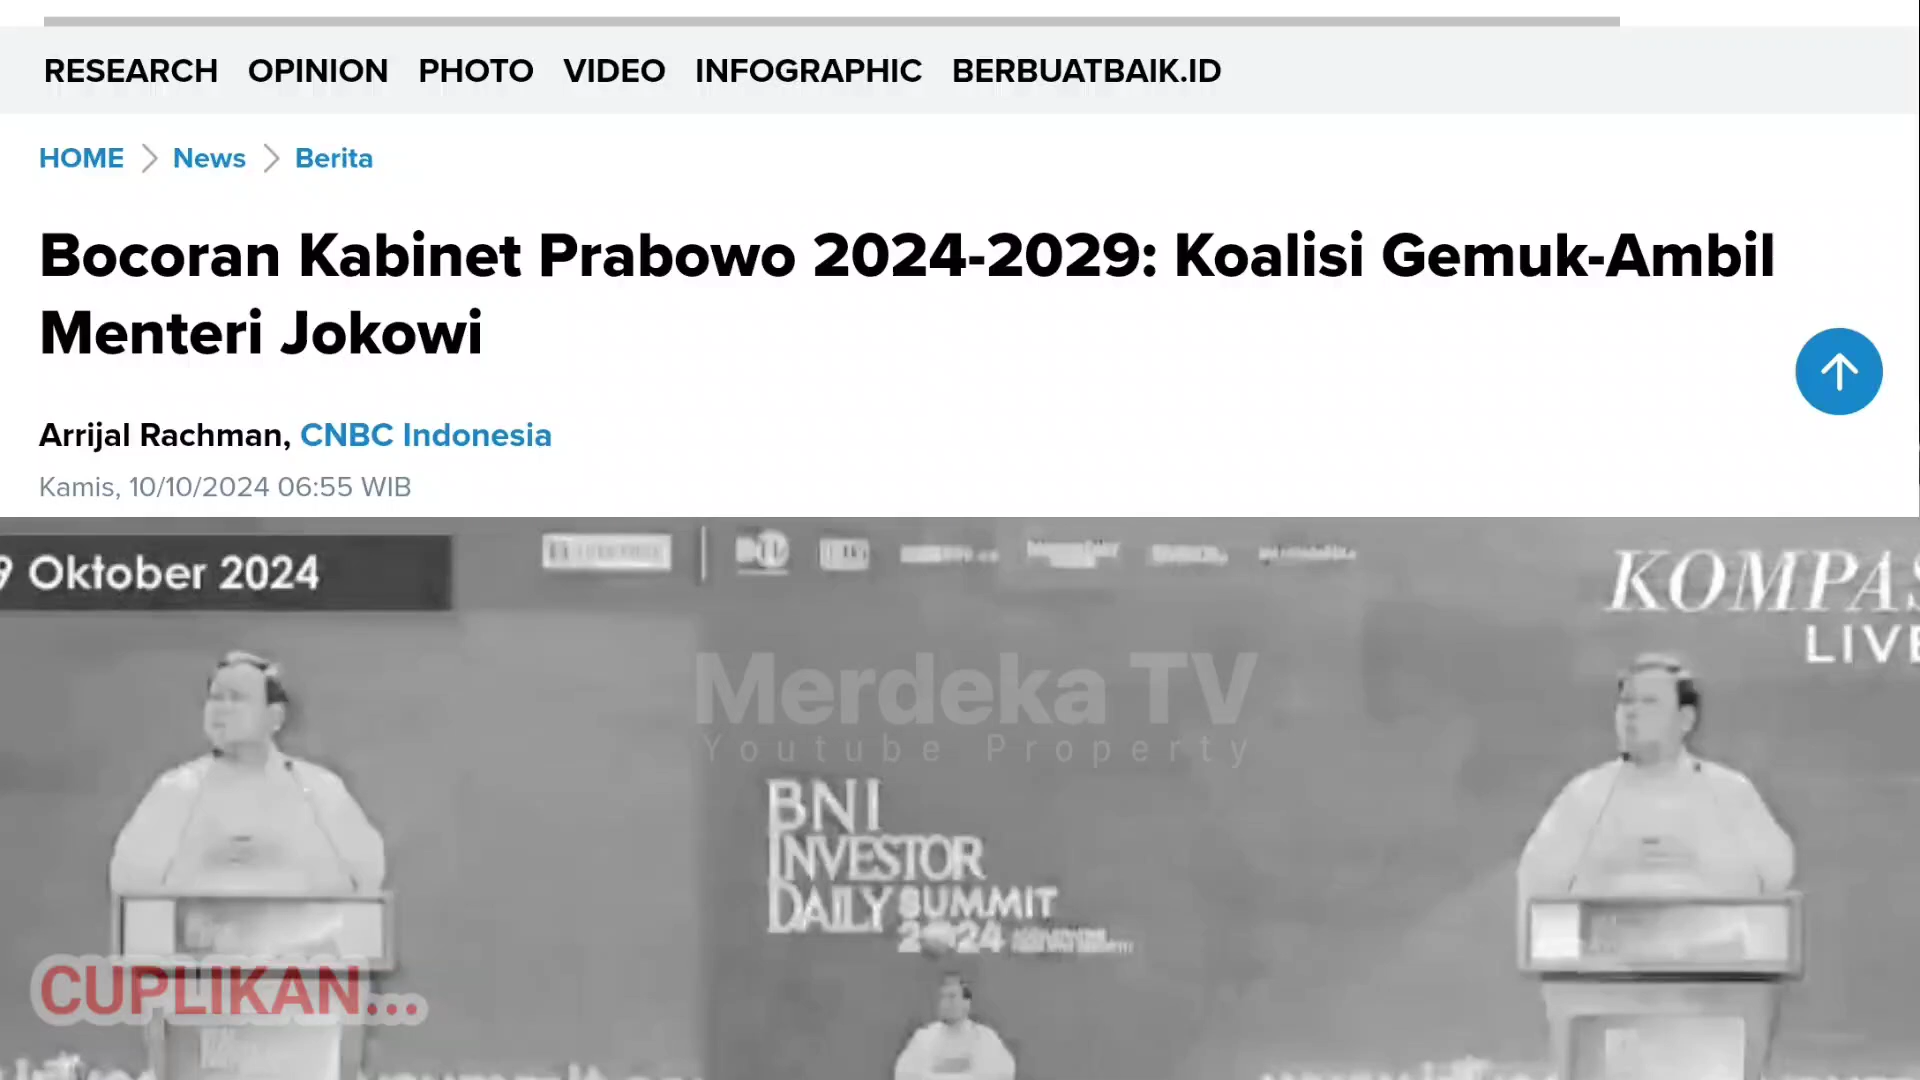 RESEARCH OPINION PHOTO VIDEO INFOGRAPHIC BERBUATBAIK.ID
HOME > News > Berita
Bocoran Kabinet Prabowo 2024-2029: Koalisi Gemuk-Ambil
Menteri Jokowi
Arrijal Rachman, CNBC Indonesia
Kamis, 10/10/2024 06:55 WIB
9 Oktober 2024
KOMPAS
LIVE
Merdeka TV
Youtube Property
BNI
INVESTOR
DAILY SUMMIT
2024
CUPLIKAN...